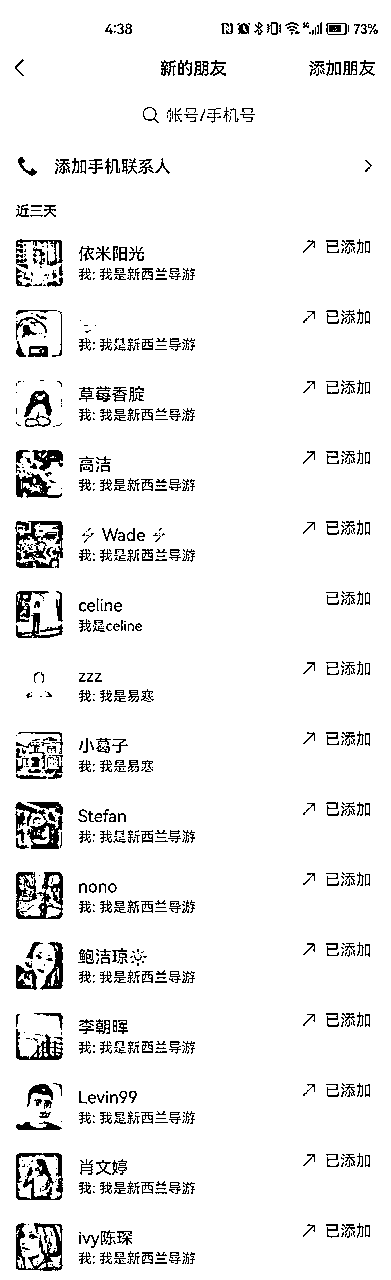 4:38
73%
新的朋友
添加朋友
帐号/手机号
添加手机联系人
近三天
依米阳光
已添加
我: 我是新西兰导游
已添加
我: 我是新西兰导游
草莓香腚
已添加
我: 我是新西兰导游
高洁
已添加
我: 我是新西兰导游
⚡ Wade ⚡
已添加
我: 我是新西兰导游
celine
已添加
我是celine
zzz
已添加
我: 我是易寒
小葛子
已添加
我: 我是易寒
Stefan
已添加
我: 我是新西兰导游
nono
已添加
我: 我是新西兰导游
鲍洁琼☀
已添加
我: 我是新西兰导游
李朝晖
已添加
我: 我是新西兰导游
Levin99
已添加
我: 我是新西兰导游
肖文婷
已添加
我: 我是新西兰导游
ivy陈琛
已添加
我: 我是新西兰导游